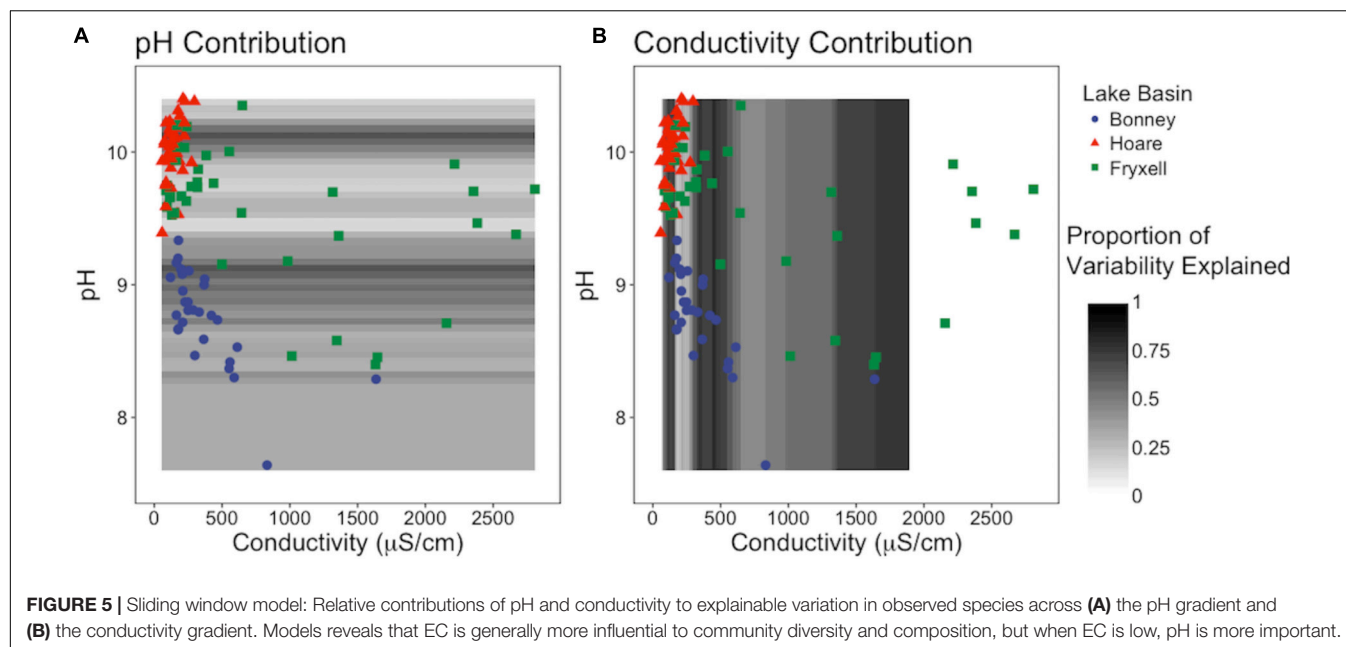 A
pH Contribution
pH
10
9
8
0
500
1000
1500
2000
2500
Conductivity (μS/cm)
B
Conductivity Contribution
pH
10
9
8
0
500
1000
1500
2000
2500
Conductivity (μS/cm)
Lake Basin
Bonney
Hoare
Fryxell
Proportion of
Variability Explained
1
0.75
0.50
0.25
0
FIGURE 5 | Sliding window model: Relative contributions of pH and conductivity to explainable variation in observed species across (A) the pH gradient and
(B) the conductivity gradient. Models reveals that EC is generally more influential to community diversity and composition, but when EC is low, pH is more important.